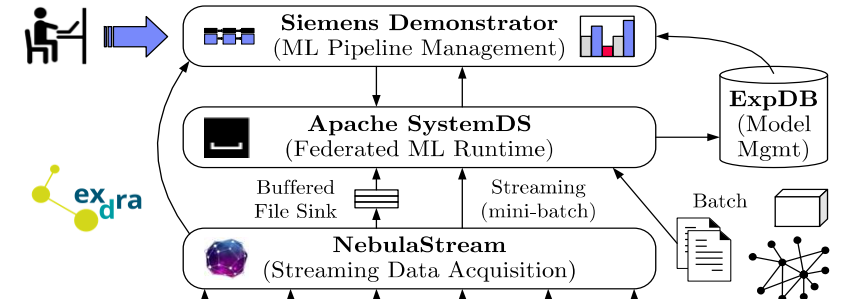 Siemens Demonstrator
(ML Pipeline Management)
Apache SystemDS
(Federated ML Runtime)
ExpDB
(Model
Mgmt)
exdra
Buffered
File Sink
Streaming
(mini-batch)
Batch
NebulaStream
(Streaming Data Acquisition)